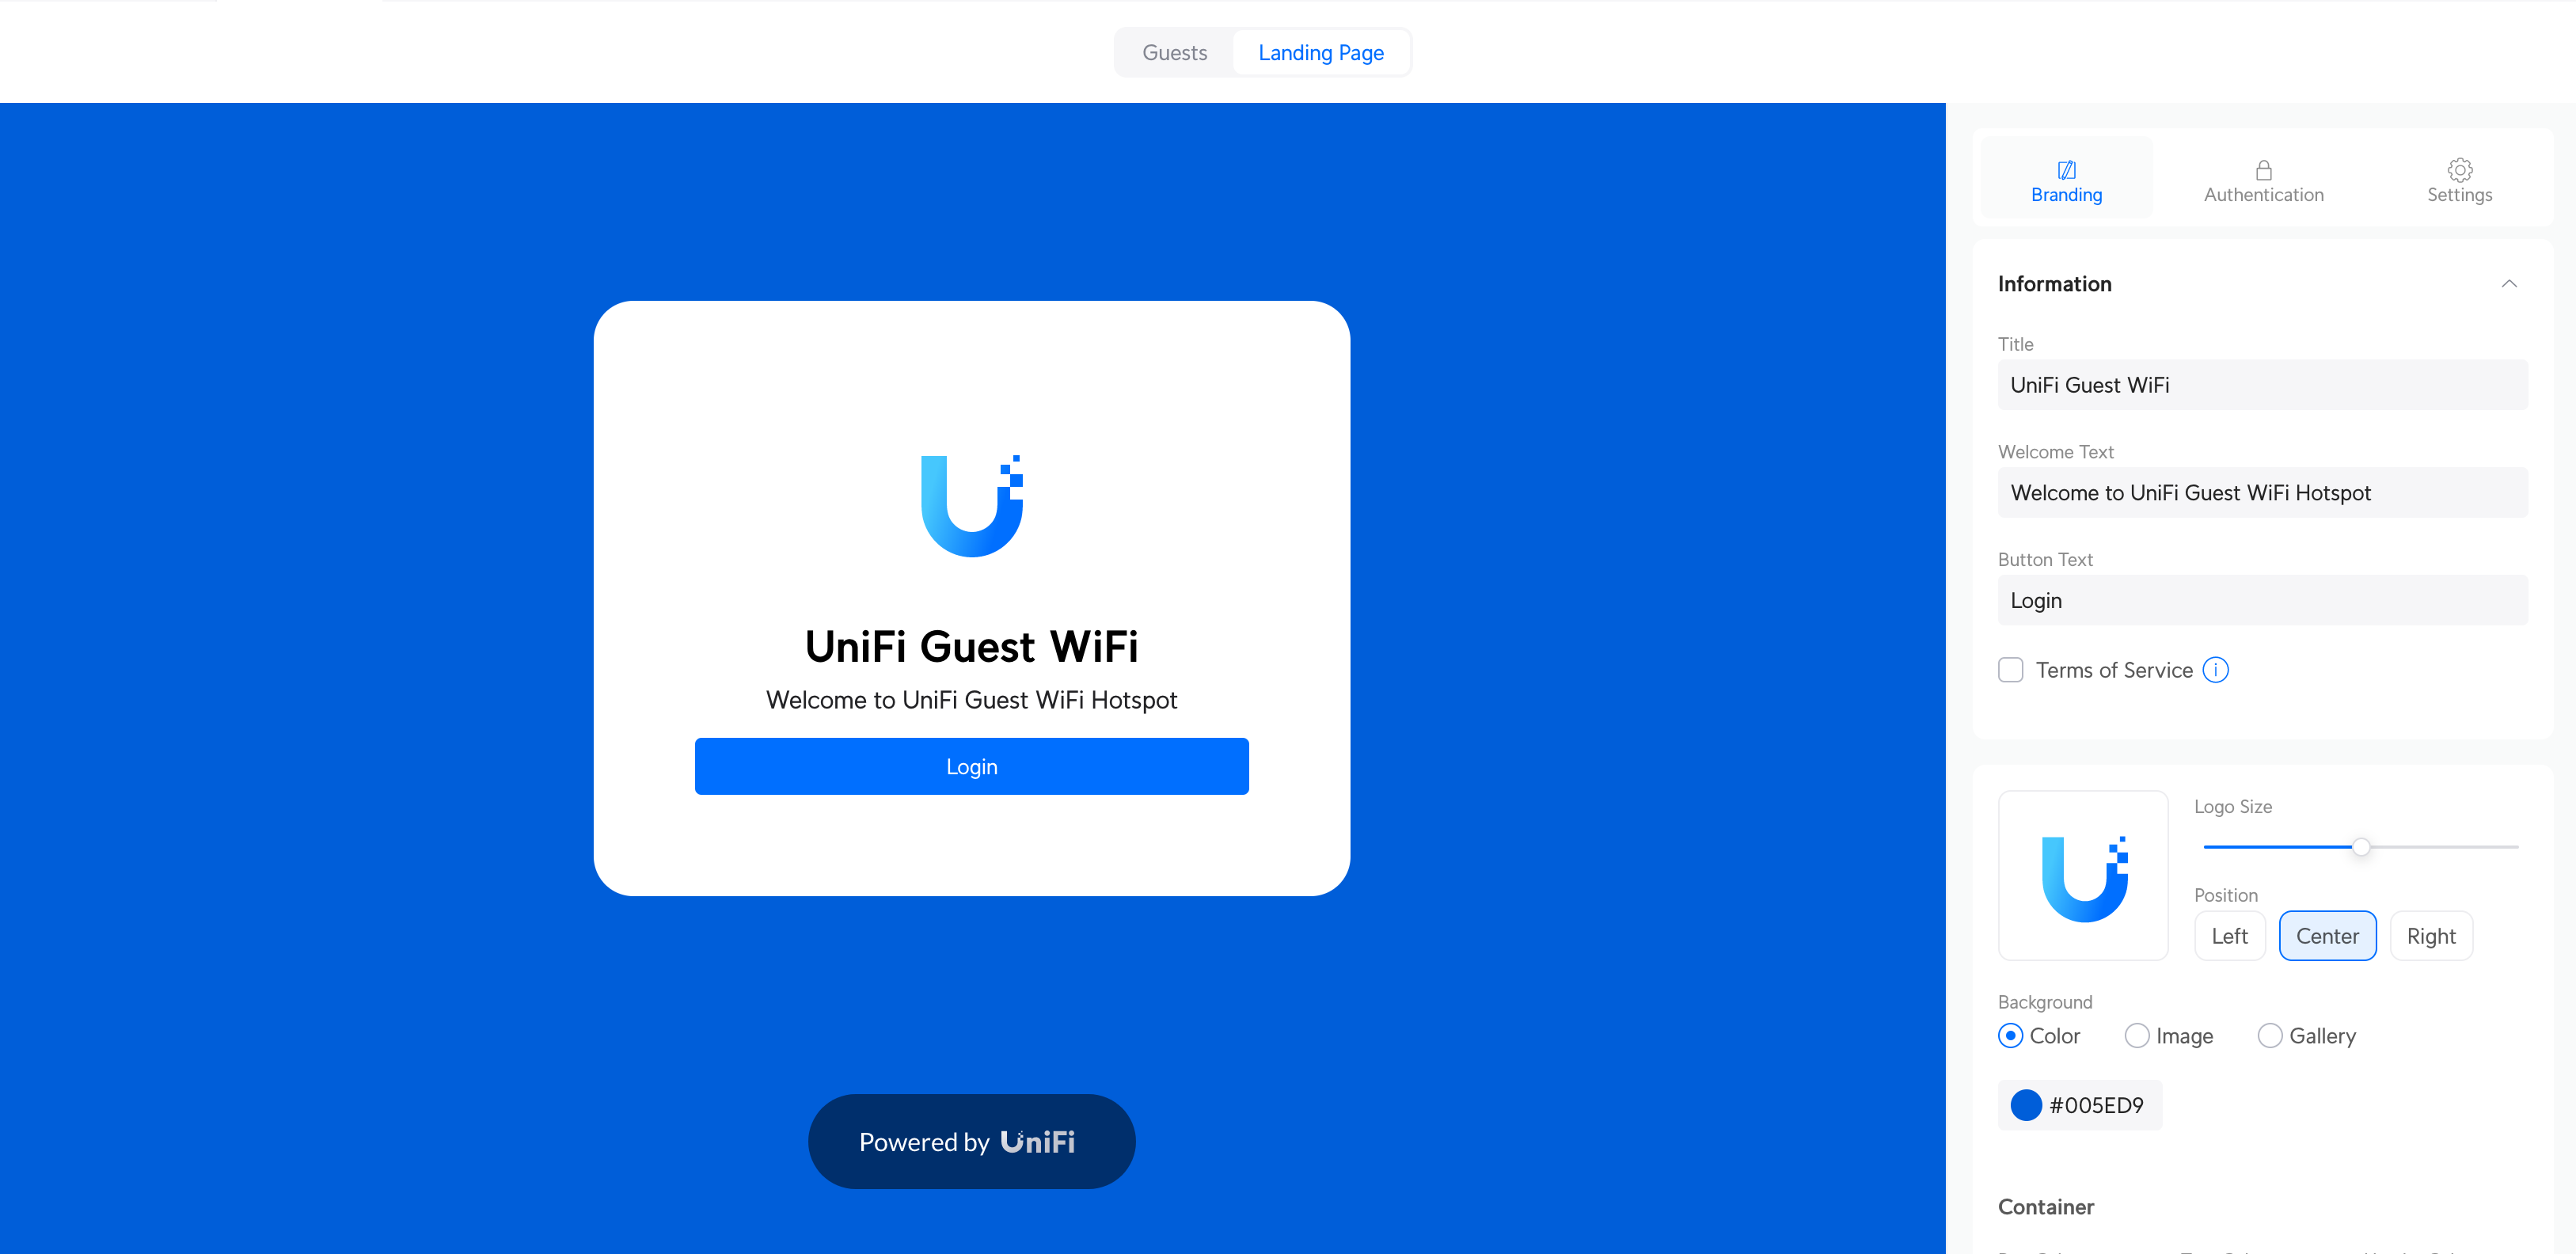 Guests
Landing Page
UniFi Guest WiFi
Welcome to UniFi Guest WiFi Hotspot
Login
Powered by UniFi
Branding
Authentication
Settings
Information
Title
UniFi Guest WiFi
Welcome Text
Welcome to UniFi Guest WiFi Hotspot
Button Text
Login
Terms of Service
Logo Size
Position
Left
Center
Right
Background
Color
Image
Gallery
#005ED9
Container